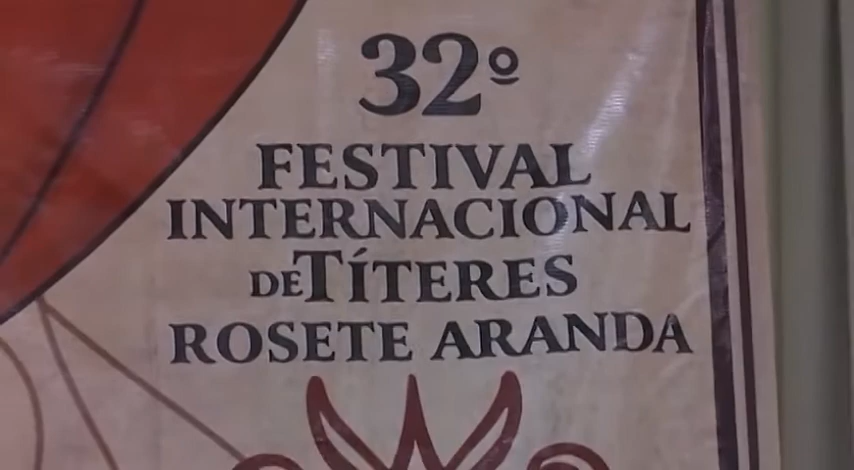 32º
FESTIVAL
INTERNACIONAL
DE TÍTERES
ROSETE ARANDA